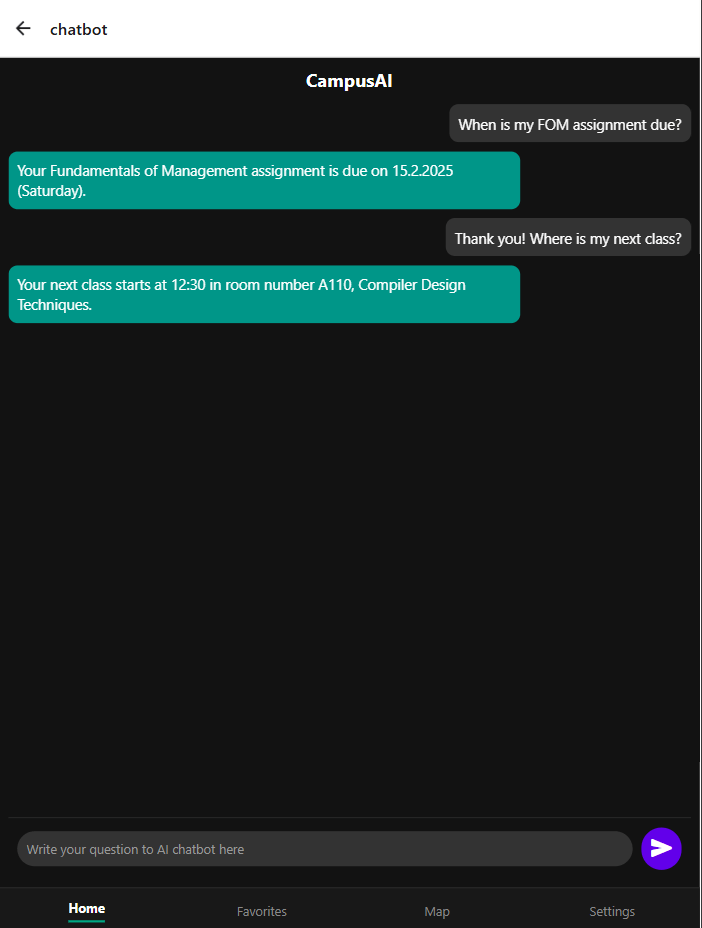 chatbot
CampusAI
When is my FOM assignment due?
Your Fundamentals of Management assignment is due on 15.2.2025
(Saturday).
Thank you! Where is my next class?
Your next class starts at 12:30 in room number A110, Compiler Design
Techniques.
Write your question to AI chatbot here
Home
Favorites
Map
Settings